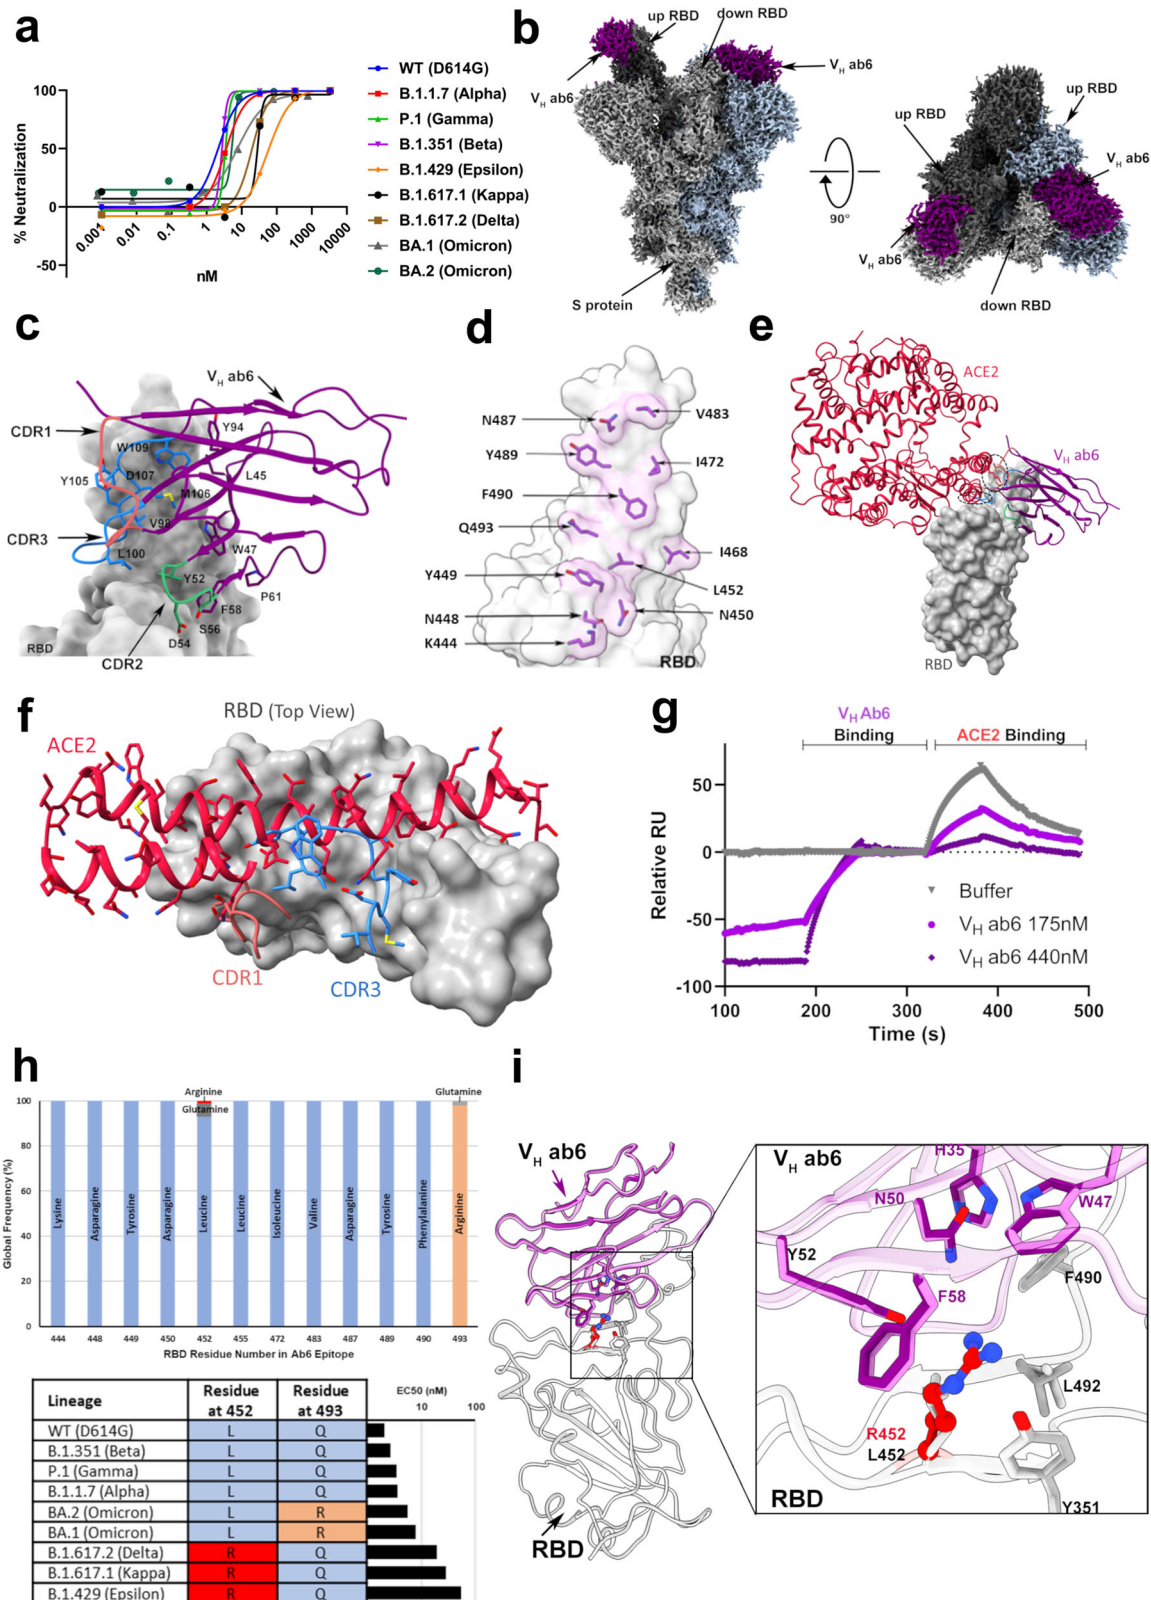 a
100
50
0
-50
% Neutralization
0.001
0.01
0.1
1
10
100
1000
10000
nM
WT (D614G)
B.1.1.7 (Alpha)
P.1 (Gamma)
B.1.351 (Beta)
B.1.429 (Epsilon)
B.1.617.1 (Kappa)
B.1.617.2 (Delta)
BA.1 (Omicron)
BA.2 (Omicron)
b
up RBD
down RBD
VH ab6
VH ab6
S protein
90°
up RBD
up RBD
VH ab6
VH ab6
down RBD
c
VH ab6
CDR1
Y94
W109
Y105
D107
L45
M106
V98
CDR3
L100
W47
Y52
P61
F58
S56
D54
RBD
CDR2
d
N487
V483
Y489
I472
F490
Q493
I468
Y449
L452
N448
N450
K444
RBD
e
ACE2
VH ab6
RBD
f
RBD (Top View)
ACE2
CDR1
CDR3
g
VH Ab6
Binding
ACE2 Binding
50
0
-50
-100
Relative RU
Buffer
VH ab6 175nM
VH ab6 440nM
100
200
300
400
500
Time (s)
h
Arginine
Glutamine
Glutamine
100
80
60
40
20
0
Global Frequency (%)
Lysine
Asparagine
Tyrosine
Asparagine
Leucine
Leucine
Isoleucine
Valine
Asparagine
Tyrosine
Phenylalanine
Arginine
444 448 449 450 452 455 472 483 487 489 490 493
RBD Residue Number in Ab6 Epitope
Lineage Residue at 452 Residue at 493
EC50 (nM)
10 100
WT (D614G) L Q
B.1.351 (Beta) L Q
P.1 (Gamma) L Q
B.1.1.7 (Alpha) L Q
BA.2 (Omicron) L R
BA.1 (Omicron) L R
B.1.617.2 (Delta) R Q
B.1.617.1 (Kappa) R Q
B.1.429 (Epsilon) R Q
i
VH ab6
RBD
VH ab6
H35
N50
W47
Y52
F490
F58
L492
R452
L452
RBD
Y351